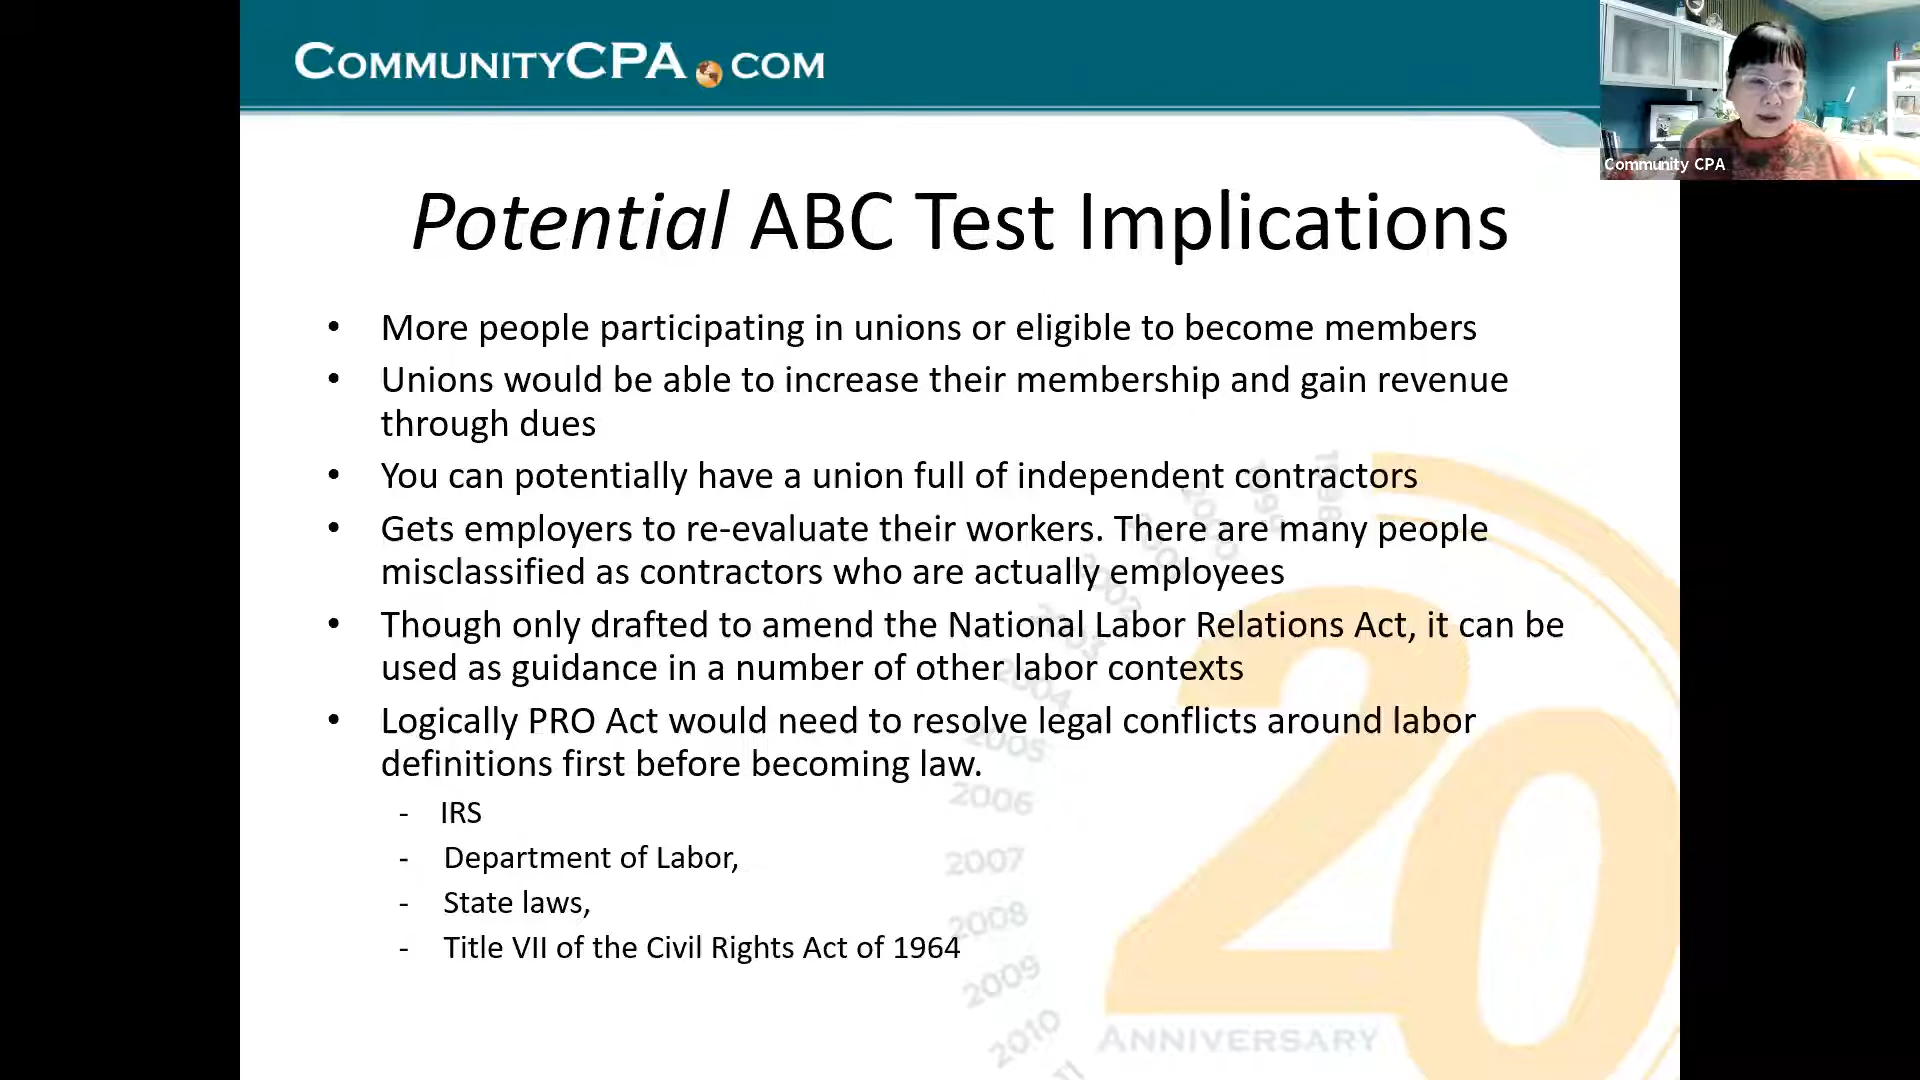 COMMUNITYCPA.COM
Community CPA
Potential ABC Test Implications
• More people participating in unions or eligible to become members
• Unions would be able to increase their membership and gain revenue
through dues
• You can potentially have a union full of independent contractors
• Gets employers to re-evaluate their workers. There are many people
misclassified as contractors who are actually employees
• Though only drafted to amend the National Labor Relations Act, it can be
used as guidance in a number of other labor contexts
• Logically PRO Act would need to resolve legal conflicts around labor
definitions first before becoming law.
- IRS
- Department of Labor,
- State laws,
- Title VII of the Civil Rights Act of 1964
1998
1999
2000
2002
2003
2004
2005
2006
2007
2008
2009
2010
20
ANNIVERSARY